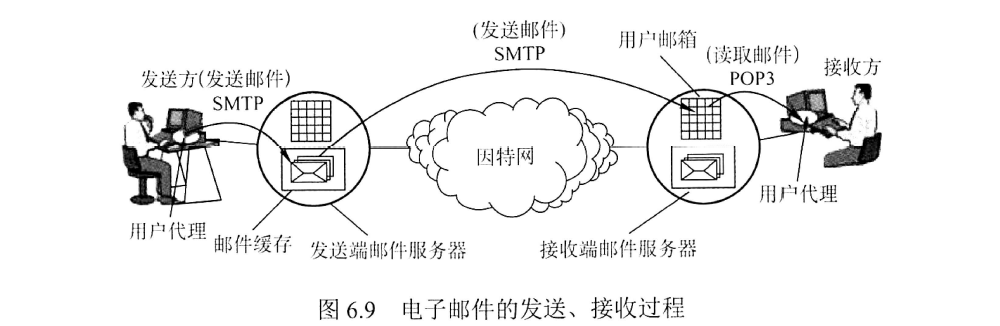 (发送邮件)
SMTP
用户邮箱
(读取邮件)
POP3
接收方
发送方(发送邮件)
SMTP
因特网
用户代理
邮件缓存
发送端邮件服务器
接收端邮件服务器
用户代理
图 6.9 电子邮件的发送、接收过程